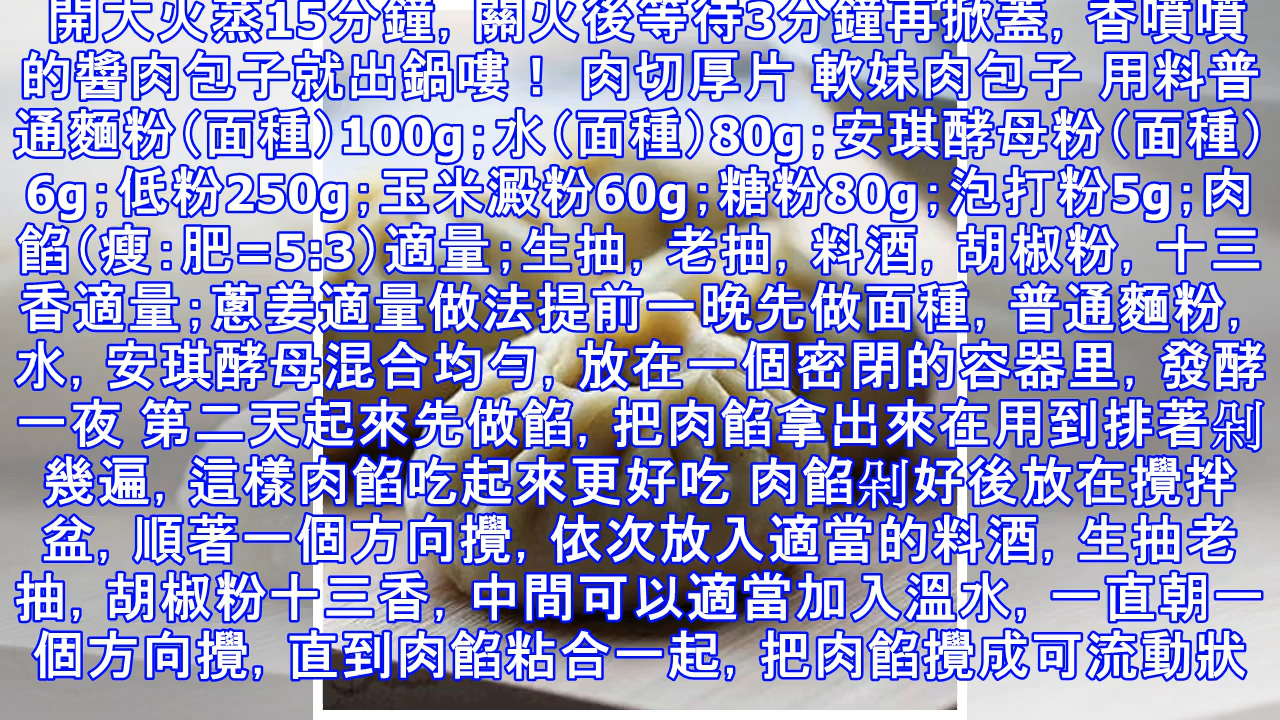 開大火蒸15分鐘, 關火後等待3分鐘再掀蓋, 香噴噴
的醬肉包子就出鍋嘍！ 肉切厚片 軟妹肉包子 用料普
通麵粉(面種)100g;水(面種)80g;安琪酵母粉(面種)
6g;低粉250g;玉米澱粉60g;糖粉80g;泡打粉5g;肉
餡(瘦:肥=5:3)適量;生抽, 老抽, 料酒, 胡椒粉, 十三
香適量;蔥姜適量做法提前一晚先做面種, 普通麵粉,
水, 安琪酵母混合均勻, 放在一個密閉的容器里, 發酵
一夜 第二天起來先做餡, 把肉餡拿出來在用到排著剁
幾遍, 這樣肉餡吃起來更好吃 肉餡剁好後放在攪拌
盆, 順著一個方向攪, 依次放入適當的料酒, 生抽老
抽, 胡椒粉十三香, 中間可以適當加入溫水, 一直朝一
個方向攪, 直到肉餡粘合一起, 把肉餡攪成可流動狀